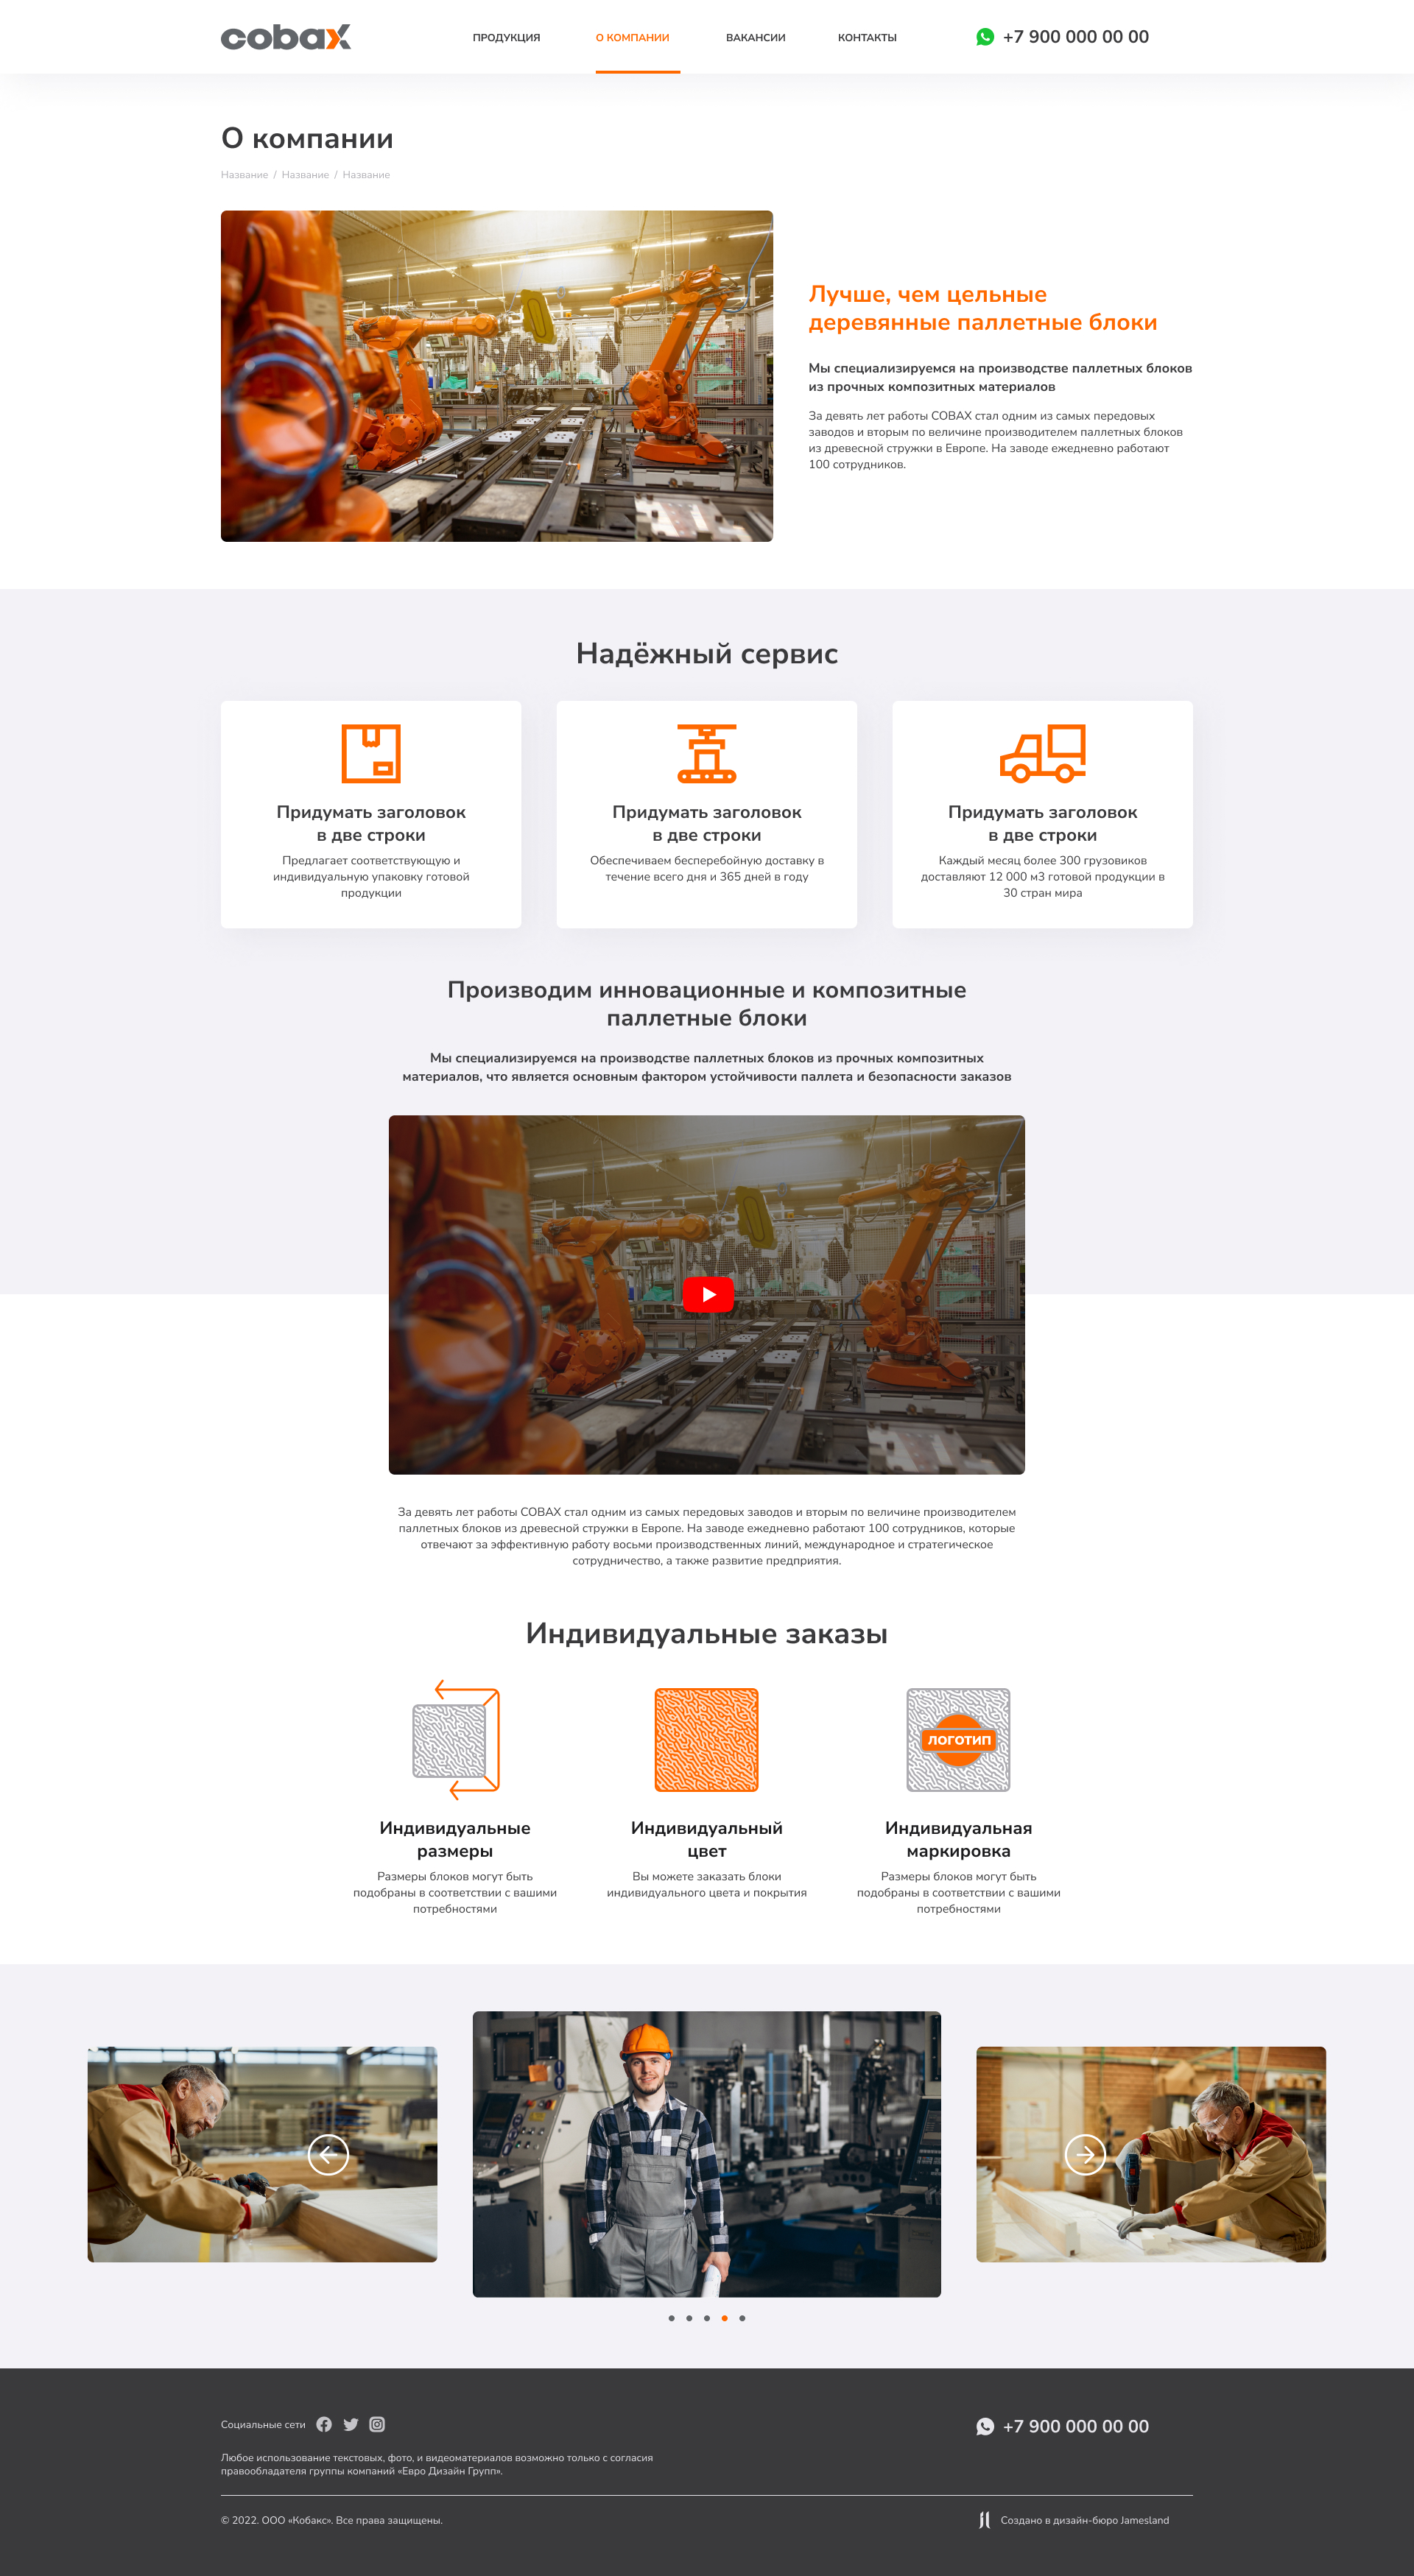 cobax
ПРОДУКЦИЯ
О КОМПАНИИ
ВАКАНСИИ
КОНТАКТЫ
+7 900 000 00 00
О компании
Название / Название / Название
Лучше, чем цельные
деревянные паллетные блоки
Мы специализируемся на производстве паллетных блоков
из прочных композитных материалов
За девять лет работы COBAX стал одним из самых передовых
заводов и вторым по величине производителем паллетных блоков
из древесной стружки в Европе. На заводе ежедневно работают
100 сотрудников.
Надёжный сервис
Придумать заголовок
в две строки
Предлагает соответствующую и
индивидуальную упаковку готовой
продукции
Придумать заголовок
в две строки
Обеспечиваем бесперебойную доставку в
течение всего дня и 365 дней в году
Придумать заголовок
в две строки
Каждый месяц более 300 грузовиков
доставляют 12 000 м3 готовой продукции в
30 стран мира
Производим инновационные и композитные
паллетные блоки
Мы специализируемся на производстве паллетных блоков из прочных композитных
материалов, что является основным фактором устойчивости паллета и безопасности заказов
За девять лет работы COBAX стал одним из самых передовых заводов и вторым по величине производителем
паллетных блоков из древесной стружки в Европе. На заводе ежедневно работают 100 сотрудников, которые
отвечают за эффективную работу восьми производственных линий, международное и стратегическое
сотрудничество, а также развитие предприятия.
Индивидуальные заказы
ЛОГОТИП
Индивидуальные
размеры
Размеры блоков могут быть
подобраны в соответствии с вашими
потребностями
Индивидуальный
цвет
Вы можете заказать блоки
индивидуального цвета и покрытия
Индивидуальная
маркировка
Размеры блоков могут быть
подобраны в соответствии с вашими
потребностями
Социальные сети
+7 900 000 00 00
Любое использование текстовых, фото, и видеоматериалов возможно только с согласия
правообладателя группы компаний «Евро Дизайн Групп».
© 2022. ООО «Кобакс». Все права защищены.
Создано в дизайн-бюро Jamesland